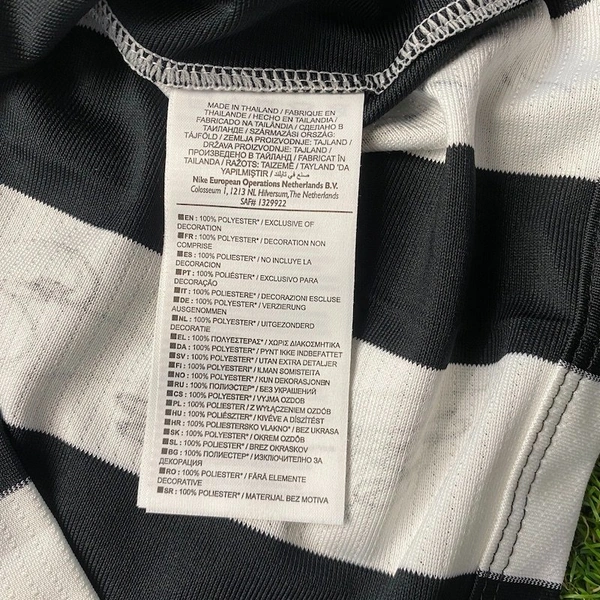 MADE IN THAILAND / FABRIQUE EN
THAILANDE / HECHO EN TAILANDIA /
FABRICADO NA TAILÂNDIA / СДЕЛАНО В
ТАИЛАНДЕ / SZÁRMAZÁSI ORSZÁG:
TÁJFÖLD / ZEMLJA PROIZVODNJE: TAJLAND /
DRŽAVA PROIZVODNJE: TAJLAND /
ПРОИЗВЕДЕНО В ТАЙЛАНД / FABRICAT ÎN
TAILANDA / RAŽOTS: TAIZEMĒ / TAYLAND 'DA
YAPILMIŞTIR / صنع في تايلند
Nike European Operations Netherlands B.V.
Colosseum 1, 1213 NL Hilversum, The Netherlands
SAF# 1329922
EN : 100% POLYESTER* / EXCLUSIVE OF
DECORATION
FR : 100% POLYESTER* / DECORATION NON
COMPRISE
ES : 100% POLIESTER* / NO INCLUYE LA
DECORACION
PT : 100% POLIÉSTER* / EXCLUSIVO PARA
DECORAÇÃO
IT : 100% POLIESTERE* / DECORAZIONI ESCLUSE
DE : 100% POLYESTER* / VERZIERUNG
AUSGENOMMEN
NL : 100% POLYESTER* / UITGEZONDERD
DECORATIE
EL : 100% ΠΟΛΥΕΣΤΕΡΑΣ* / ΧΩΡΙΣ ΔΙΑΚΟΣΜΗΤΙΚΑ
DA : 100% POLYESTER* / PYNT IKKE INDBEFATTET
SV : 100% POLYESTER* / UTAN EXTRA DETALJER
FI : 100% POLYESTERI* / ILMAN SOMISTEITA
NO : 100% POLYESTER* / KUN DEKORASJONEN
RU : 100% ПОЛИЭСТЕР* / БЕЗ УКРАШЕНИЙ
CS : 100% POLYESTER* / VYJMA OZDOB
PL : 100% POLIESTER / Z WYŁĄCZENIEM OZDÓB
HU : 100% POLIÉSZTER* / KIVÉVE A DÍSZÍTÉST
HR : 100% POLIESTERSKO VLAKNO* / BEZ UKRASA
SK : 100% POLYESTER* / OKREM OZDÔB
SL : 100% POLIESTER* / BREZ OKRASKOV
BG : 100% ПОЛИЕСТЕР* / ИЗКЛЮЧИТЕЛНО ЗА
ДЕКОРАЦИЯ
RO : 100% POLIESTER* / FĂRĂ ELEMENTE
DECORATIVE
SR : 100% POLIESTER* / MATERIJAL BEZ MOTIVA